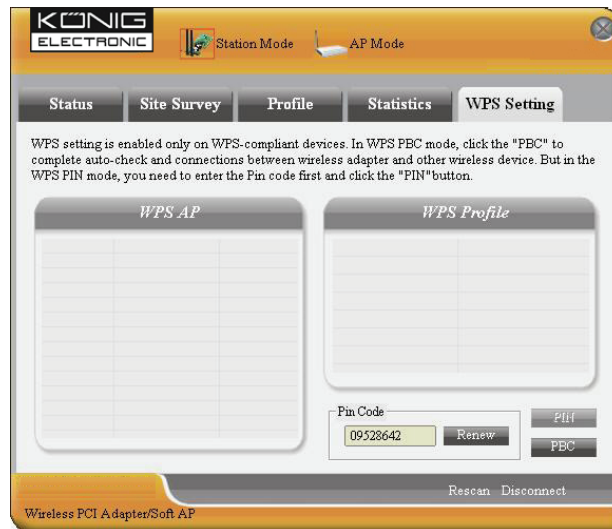 KÖNIG
ELECTRONIC
Station Mode AP Mode
Status Site Survey Profile Statistics WPS Setting
WPS setting is enabled only on WPS-compliant devices. In WPS PBC mode, click the "PBC" to
complete auto-check and connections between wireless adapter and other wireless device. But in the
WPS PIN mode, you need to enter the Pin code first and click the "PIN"button.
WPS AP WPS Profile
Pin Code
09528642 Renew
PIN
PBC
Rescan Disconnect
Wireless PCI Adapter/Soft AP